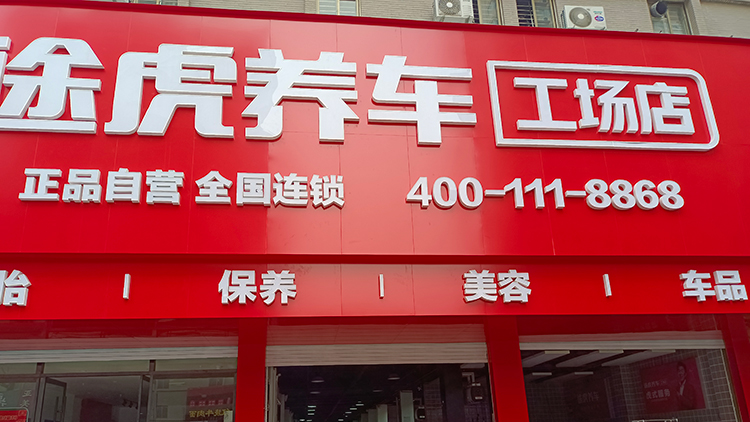 途虎养车 工场店
正品自营 全国连锁 400-111-8868
胎 | 保养 | 美容 | 车品